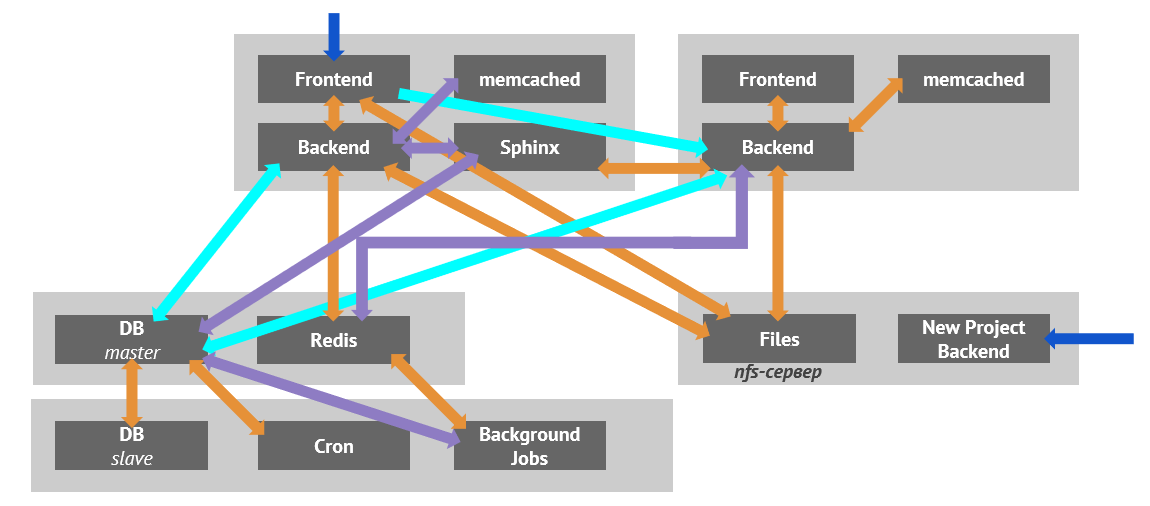 Frontend
memcached
Backend
Sphinx
Frontend
memcached
Backend
DB
master
Redis
Files
nfs-сервер
New Project
Backend
DB
slave
Cron
Background
Jobs